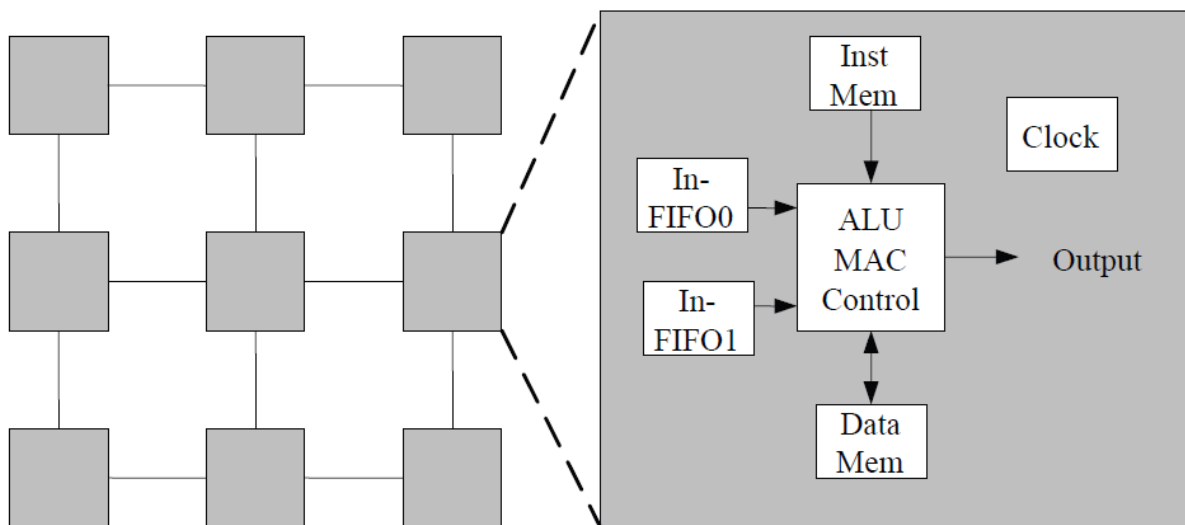 Inst
Mem
Clock
In-
FIFO0
ALU
MAC
Control
Output
In-
FIFO1
Data
Mem